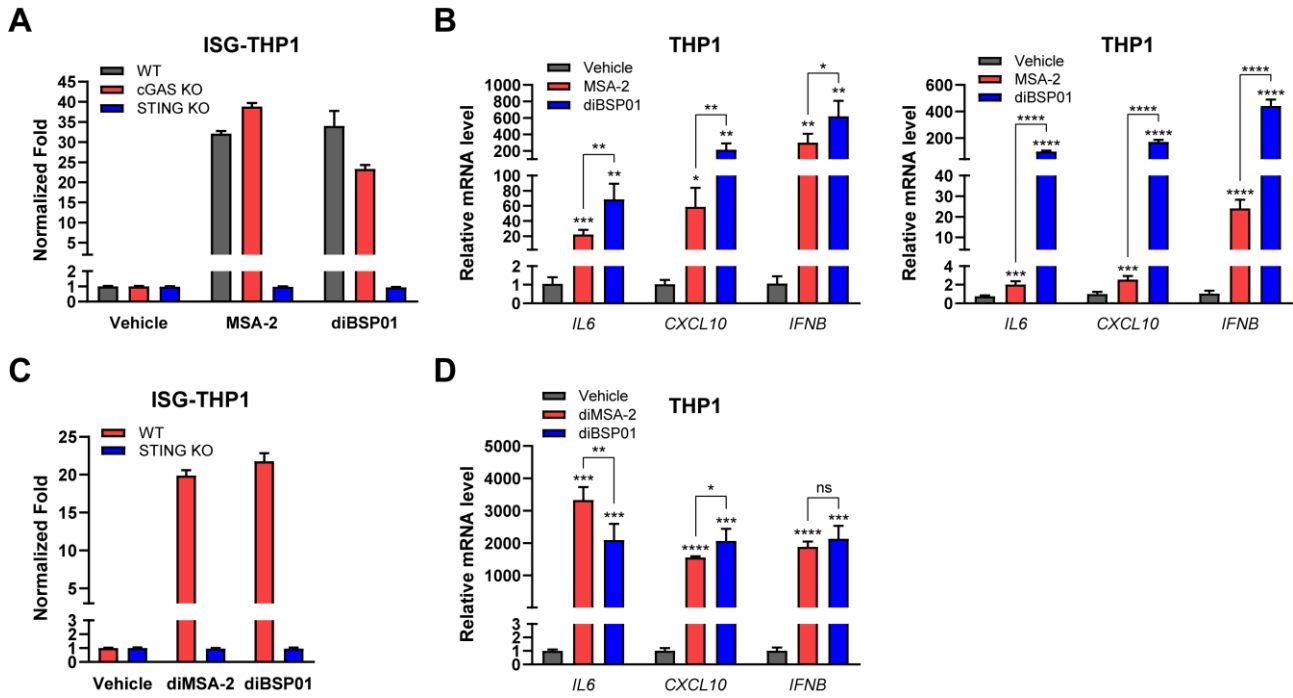 A
ISG-THP1
WT
cGAS KO
STING KO
Normalized Fold
45
40
35
30
25
20
15
10
5
2
1
0
Vehicle MSA-2 diBSP01
B
THP1
Vehicle
MSA-2
diBSP01
Relative mRNA level
1000
800
600
400
200
100
80
60
40
20
2
1
0
*** ** **
* ** **
** ** *
IL6 CXCL10 IFNB
THP1
Vehicle
MSA-2
diBSP01
Relative mRNA level
600
400
200
40
30
20
10
4
2
0
*** **** ****
*** **** ****
**** **** ****
IL6 CXCL10 IFNB
C
ISG-THP1
WT
STING KO
Normalized Fold
25
20
15
10
5
3
2
1
0
Vehicle diMSA-2 diBSP01
D
THP1
Vehicle
diMSA-2
diBSP01
Relative mRNA level
5000
4000
3000
2000
1000
3
2
1
0
*** *** **
**** *** *
**** *** ns
IL6 CXCL10 IFNB